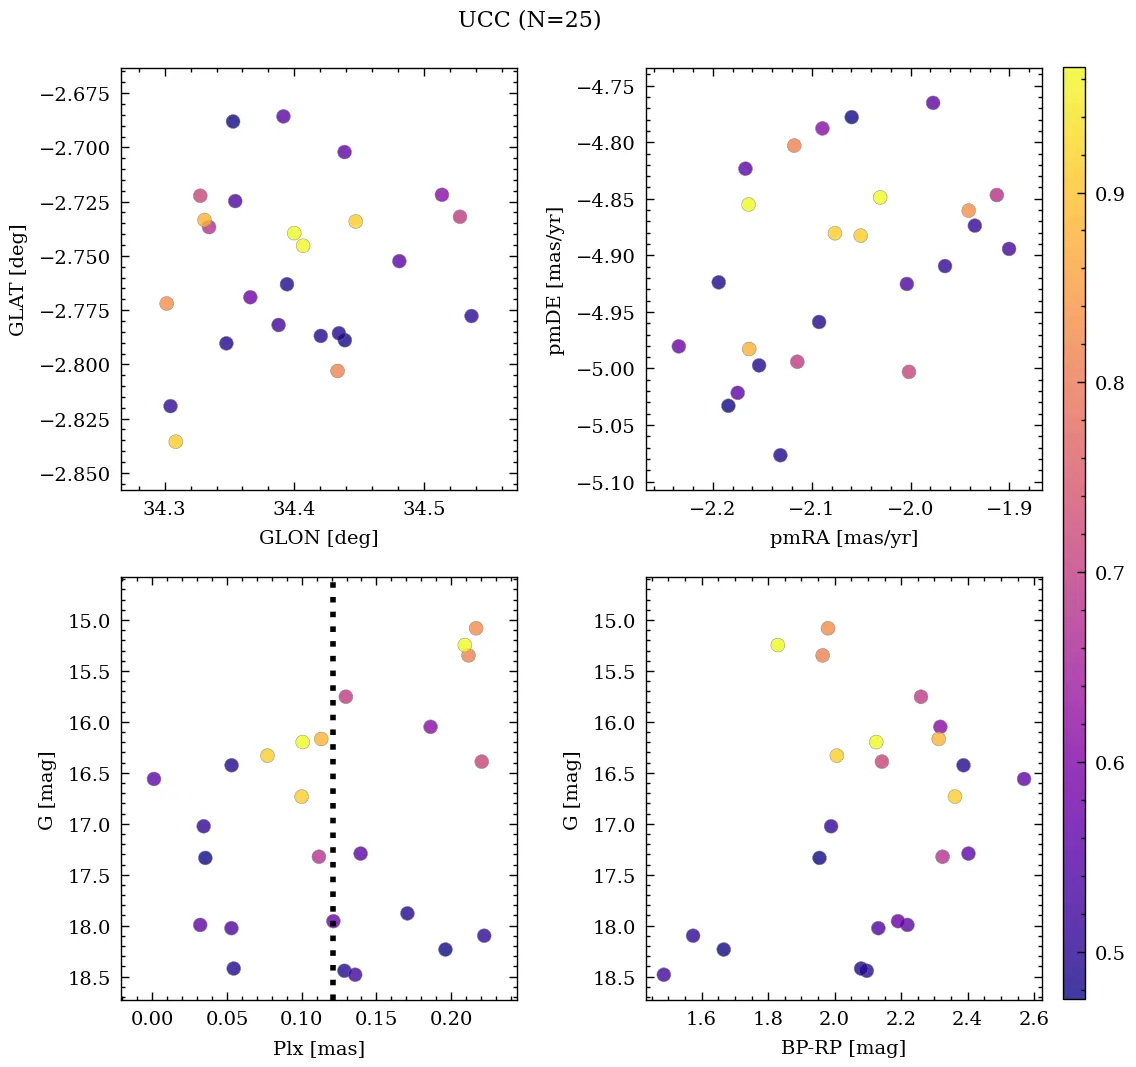 UCC (N=25)
−2.675
−2.700
−2.725
−2.750
−2.775
−2.800
−2.825
−2.850
GLAT [deg]
34.3 34.4 34.5
GLON [deg]
−4.75
−4.80
−4.85
−4.90
−4.95
−5.00
−5.05
−5.10
pmDE [mas/yr]
−2.2 −2.1 −2.0 −1.9
pmRA [mas/yr]
15.0
15.5
16.0
16.5
17.0
17.5
18.0
18.5
G [mag]
0.00 0.05 0.10 0.15 0.20
Plx [mas]
15.0
15.5
16.0
16.5
17.0
17.5
18.0
18.5
G [mag]
1.6 1.8 2.0 2.2 2.4 2.6
BP-RP [mag]
0.9
0.8
0.7
0.6
0.5